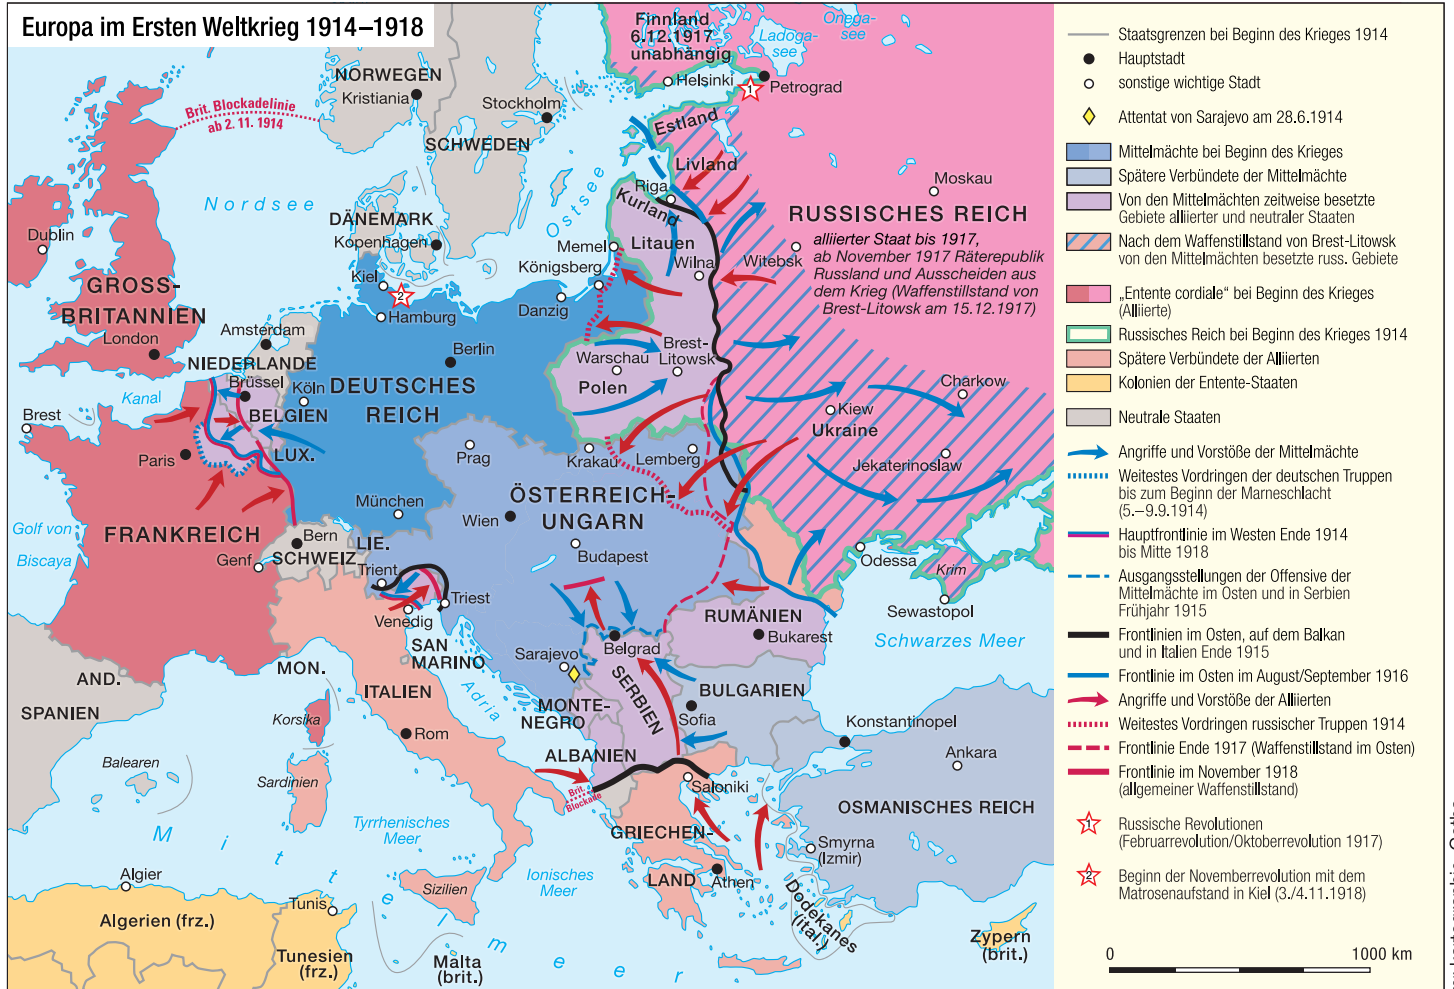 Europa im Ersten Weltkrieg 1914–1918
Finnland
6.12.1917
unabhängig
Onega-
see
Ladoga-
see
NORWEGEN
Kristiania
Stockholm
Helsinki
1
Petrograd
Brit. Blockadelinie
ab 2. 11. 1914
SCHWEDEN
Estland
Livland
Riga
Moskau
Nordsee
Ostsee
Kurland
DÄNEMARK
Kopenhagen
RUSSISCHES REICH
Dublin
Memel
Litauen
alliierter Staat bis 1917,
ab November 1917 Räterepublik
Russland und Ausscheiden aus
dem Krieg (Waffenstillstand von
Brest-Litowsk am 15.12.1917)
Königsberg
Wilna
Witebsk
Kiel
2
GROSS-
BRITANNIEN
Hamburg
Danzig
Amsterdam
London
NIEDERLANDE
Berlin
Warschau
Brest-
Litowsk
Polen
Brüssel
Köln
DEUTSCHES
REICH
Charkow
Kanal
Brest
BELGIEN
Kiew
Ukraine
LUX.
Paris
Prag
Krakau
Lemberg
Jekaterinoslaw
München
ÖSTERREICH-
UNGARN
Golf von
Biscaya
FRANKREICH
Wien
Bern
SCHWEIZ
LIE.
Genf
Trient
Budapest
Odessa
Krim
Triest
Venedig
Sewastopol
RUMÄNIEN
Bukarest
Schwarzes Meer
SAN
MARINO
Belgrad
Sarajevo
MON.
AND.
ITALIEN
Adria
SERBIEN
BULGARIEN
SPANIEN
Korsika
MONTE-
NEGRO
Sofia
Konstantinopel
Rom
ALBANIEN
Ankara
Balearen
Sardinien
Brit.
Blockade
Saloniki
OSMANISCHES REICH
Tyrrhenisches
Meer
GRIECHEN-
LAND
Smyrna
(Izmir)
Mittelmeer
Algier
Sizilien
Ionisches
Meer
Athen
Tunis
Dodekanes
(ital.)
Algerien (frz.)
Tunesien
(frz.)
Malta
(brit.)
Zypern
(brit.)
Staatsgrenzen bei Beginn des Krieges 1914
Hauptstadt
sonstige wichtige Stadt
Attentat von Sarajevo am 28.6.1914
Mittelmächte bei Beginn des Krieges
Spätere Verbündete der Mittelmächte
Von den Mittelmächten zeitweise besetzte
Gebiete alliierter und neutraler Staaten
Nach dem Waffenstillstand von Brest-Litowsk
von den Mittelmächten besetzte russ. Gebiete
„Entente cordiale“ bei Beginn des Krieges
(Alliierte)
Russisches Reich bei Beginn des Krieges 1914
Spätere Verbündete der Alliierten
Kolonien der Entente-Staaten
Neutrale Staaten
Angriffe und Vorstöße der Mittelmächte
Weitestes Vordringen der deutschen Truppen
bis zum Beginn der Marneschlacht
(5.–9.9.1914)
Hauptfrontlinie im Westen Ende 1914
bis Mitte 1918
Ausgangsstellungen der Offensive der
Mittelmächte im Osten und in Serbien
Frühjahr 1915
Frontlinien im Osten, auf dem Balkan
und in Italien Ende 1915
Frontlinie im Osten im August/September 1916
Angriffe und Vorstöße der Alliierten
Weitestes Vordringen russischer Truppen 1914
Frontlinie Ende 1917 (Waffenstillstand im Osten)
Frontlinie im November 1918
(allgemeiner Waffenstillstand)
1
Russische Revolutionen
(Februarrevolution/Oktoberrevolution 1917)
2
Beginn der Novemberrevolution mit dem
Matrosenaufstand in Kiel (3./4.11.1918)
0
1000 km